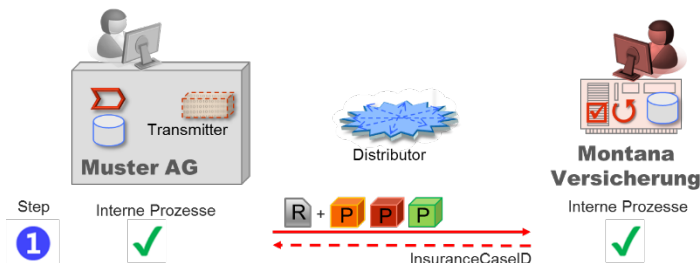 Transmitter
Distributor
Muster AG
Montana
Versicherung
Step
Interne Prozesse
Interne Prozesse
R + P P P
1
InsuranceCaseID